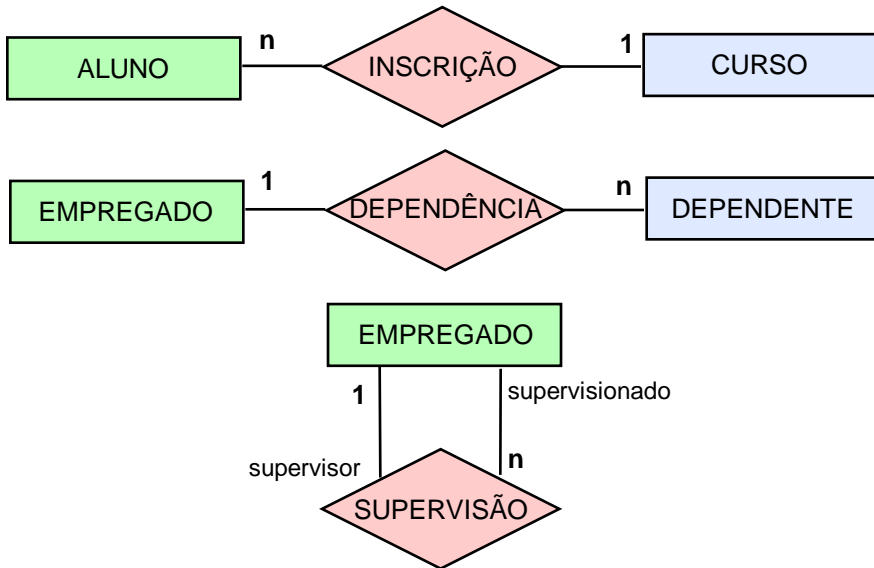 n
1
ALUNO
INSCRIÇÃO
CURSO
1
n
EMPREGADO
DEPENDÊNCIA
DEPENDENTE
EMPREGADO
1
supervisionado
supervisor
n
SUPERVISÃO